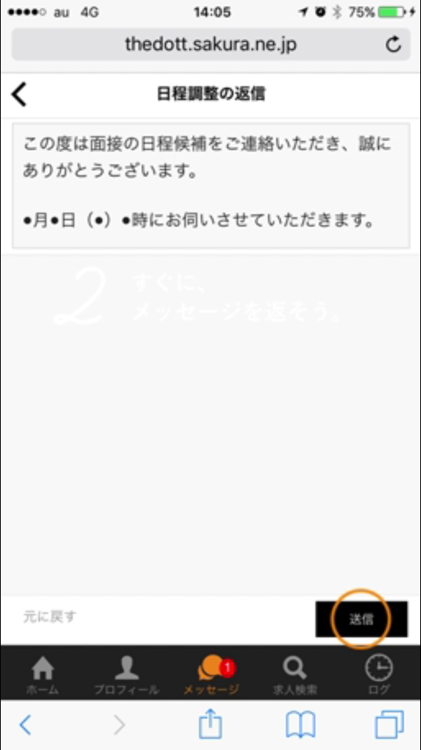 au 4G 14:05 75%
thedott.sakura.ne.jp
日程調整の返信
この度は面接の日程候補をご連絡いただき、誠に
ありがとうございます。
●月●日（●）●時にお伺いさせていただきます。
2 すぐに、
メッセージを返そう。
元に戻す 送信
1
ホーム プロフィール メッセージ 求人検索 ログ